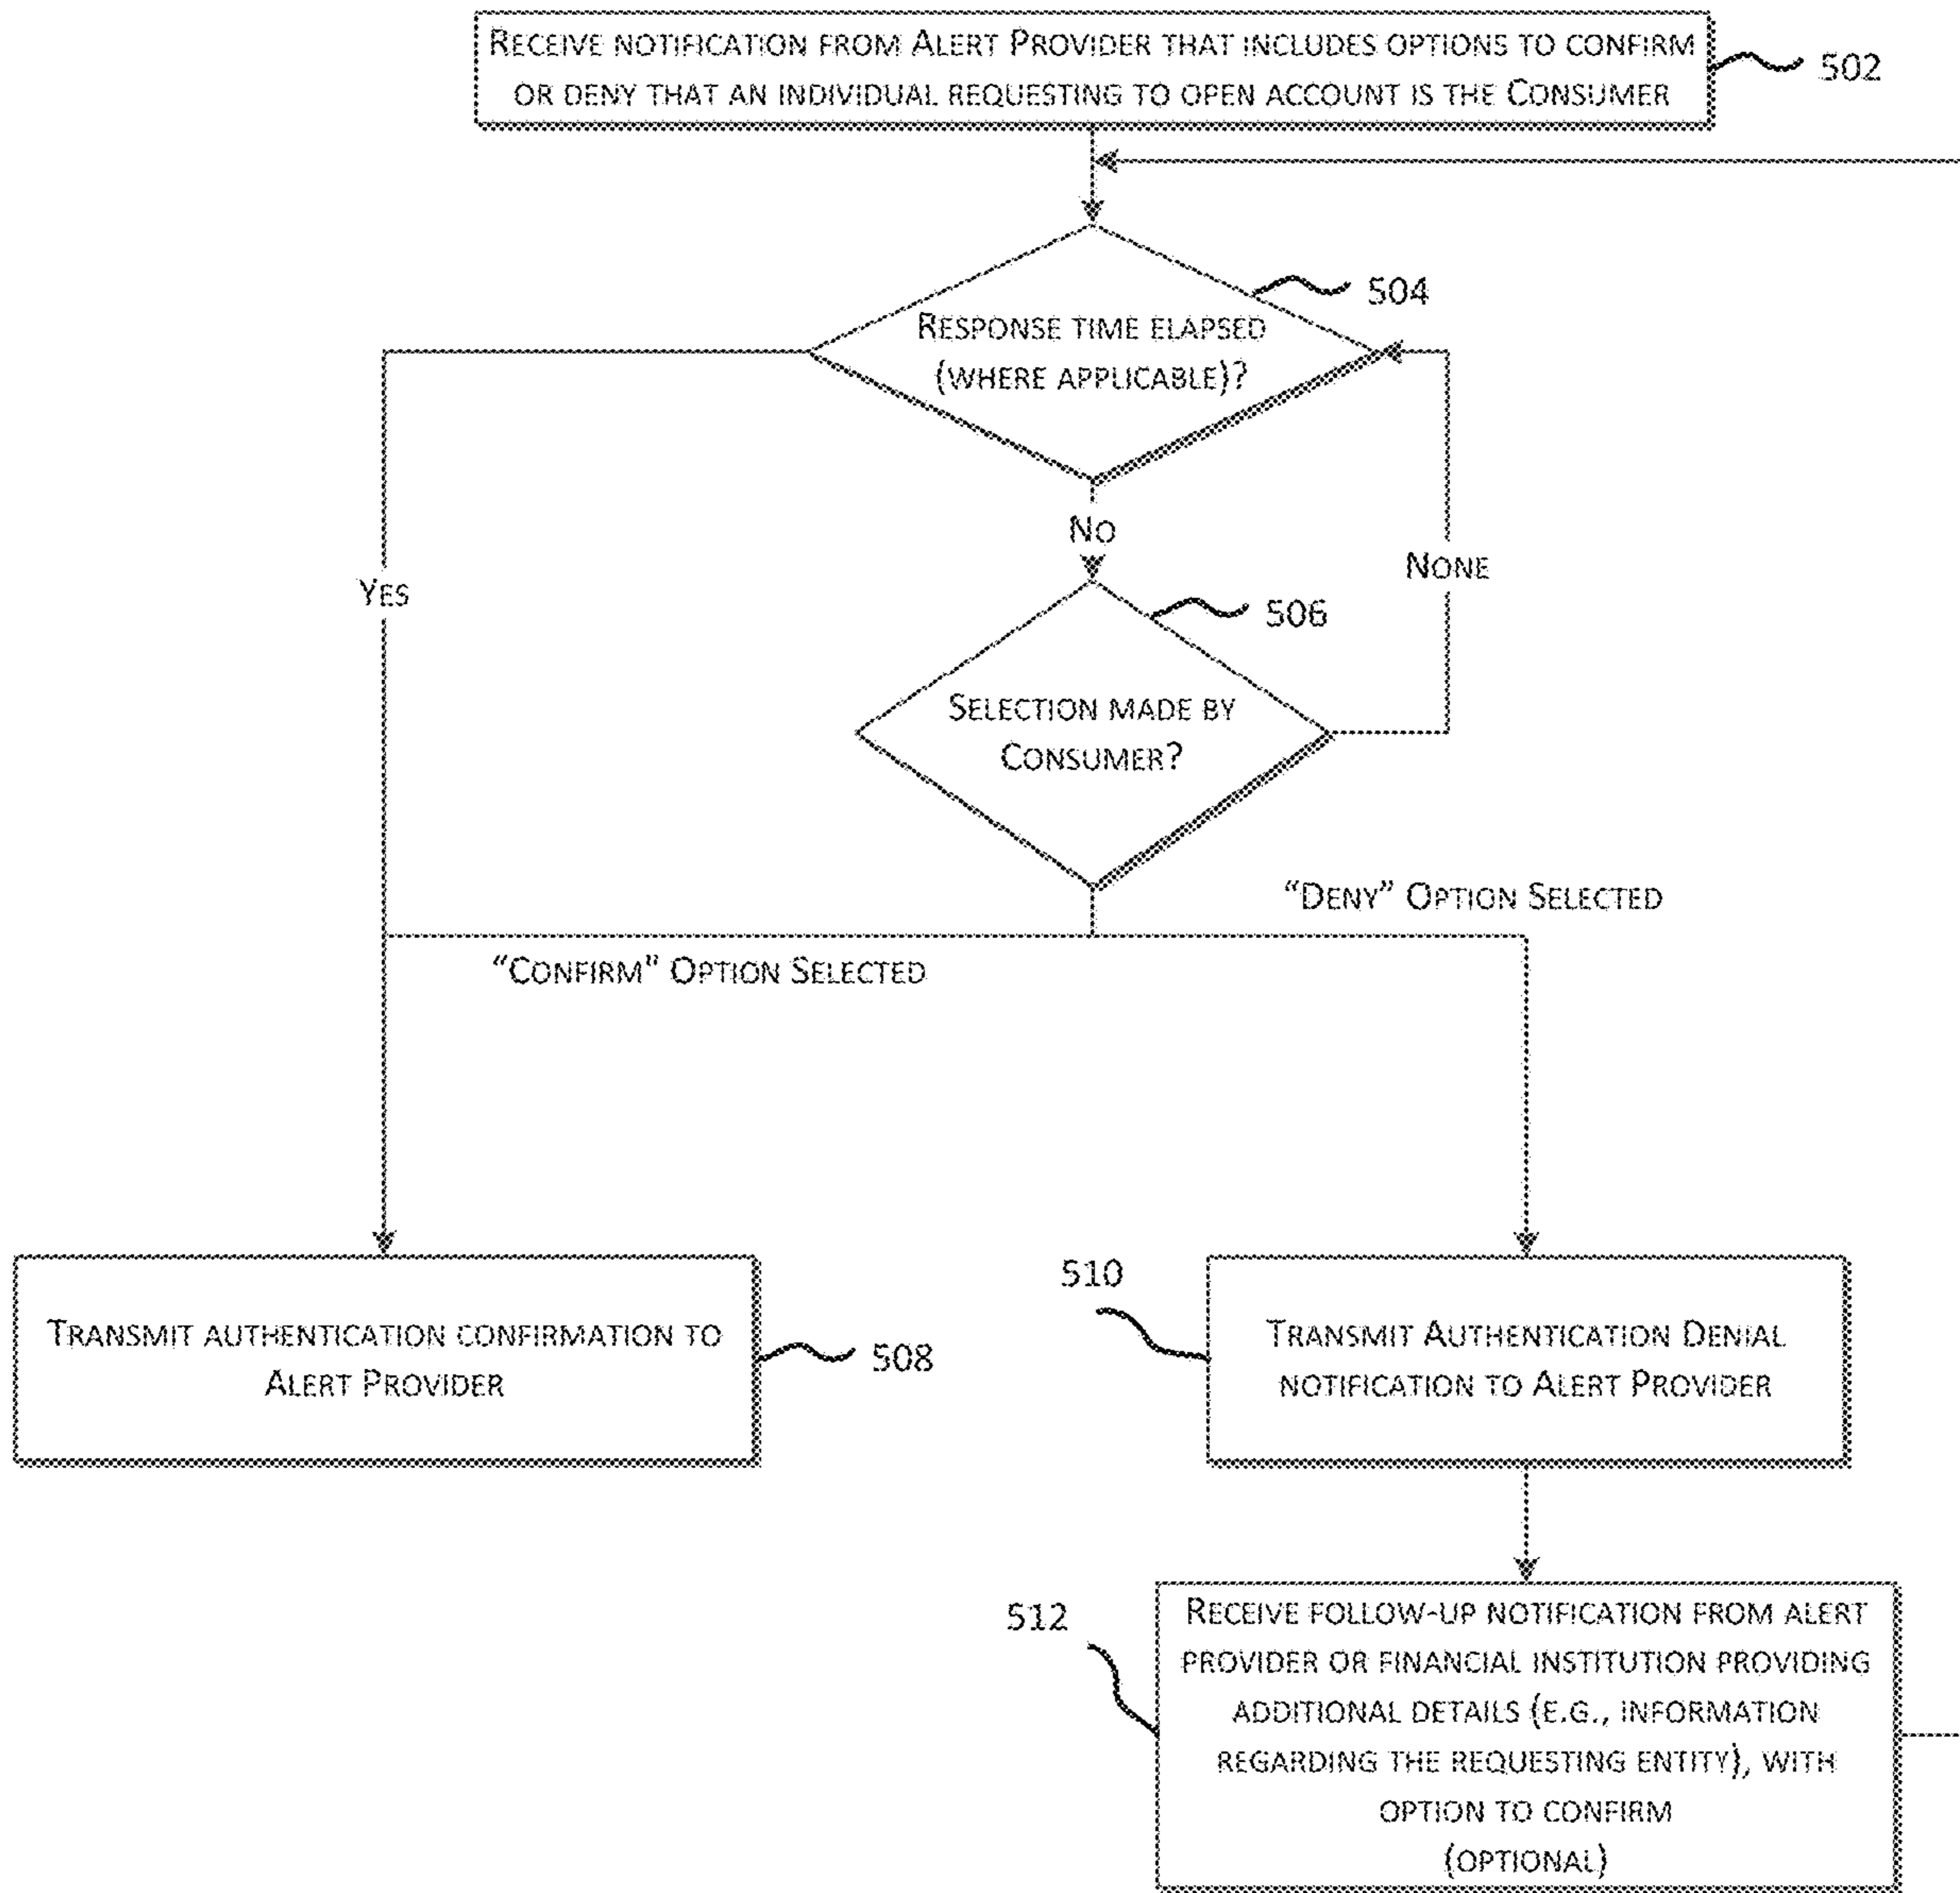 RECEIVE NOTIFICATION FROM ALERT PROVIDER THAT INCLUDES OPTIONS TO CONFIRM
OR DENY THAT AN INDIVIDUAL REQUESTING TO OPEN ACCOUNT IS THE CONSUMER
502
504
RESPONSE TIME ELAPSED
(WHERE APPLICABLE)?
NO
NONE
YES
506
SELECTION MADE BY
CONSUMER?
“DENY” OPTION SELECTED
“CONFIRM” OPTION SELECTED
TRANSMIT AUTHENTICATION CONFIRMATION TO
ALERT PROVIDER
508
510
TRANSMIT AUTHENTICATION DENIAL
NOTIFICATION TO ALERT PROVIDER
512
RECEIVE FOLLOW-UP NOTIFICATION FROM ALERT
PROVIDER OR FINANCIAL INSTITUTION PROVIDING
ADDITIONAL DETAILS (E.G., INFORMATION
REGARDING THE REQUESTING ENTITY), WITH
OPTION TO CONFIRM
(OPTIONAL)